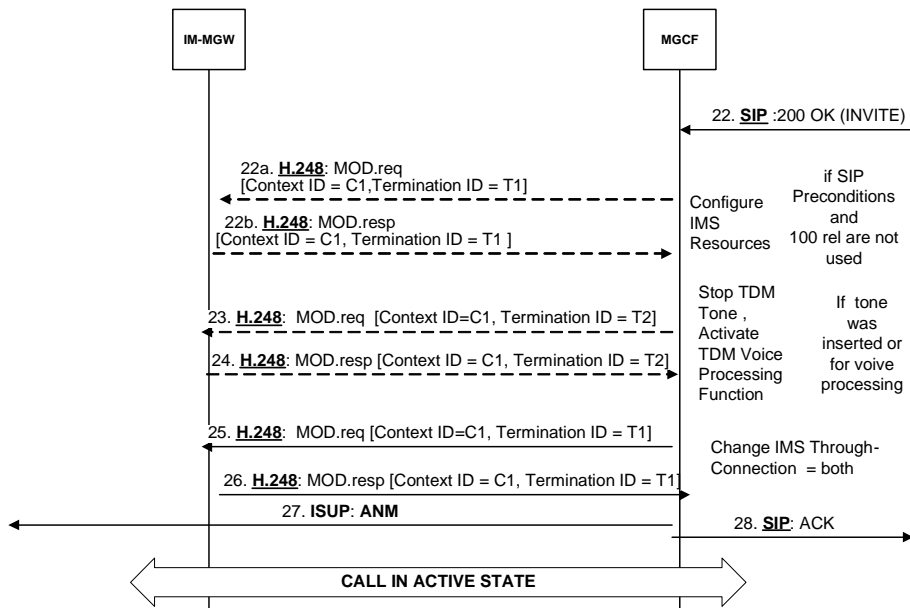 IM-MGW
MGCF
22. SIP :200 OK (INVITE)
22a. H.248: MOD.req
[Context ID = C1,Termination ID = T1]
22b. H.248: MOD.resp
[Context ID = C1, Termination ID = T1 ]
Configure
IMS
Resources
if SIP
Preconditions
and
100 rel are not
used
23. H.248: MOD.req [Context ID=C1, Termination ID = T2]
24. H.248: MOD.resp [Context ID = C1, Termination ID = T2]
Stop TDM
Tone ,
Activate
TDM Voice
Processing
Function
If tone
was
inserted or
for voive
processing
25. H.248: MOD.req [Context ID=C1, Termination ID = T1]
26. H.248: MOD.resp [Context ID = C1, Termination ID = T1]
Change IMS Through-
Connection = both
27. ISUP: ANM
28. SIP: ACK
CALL IN ACTIVE STATE